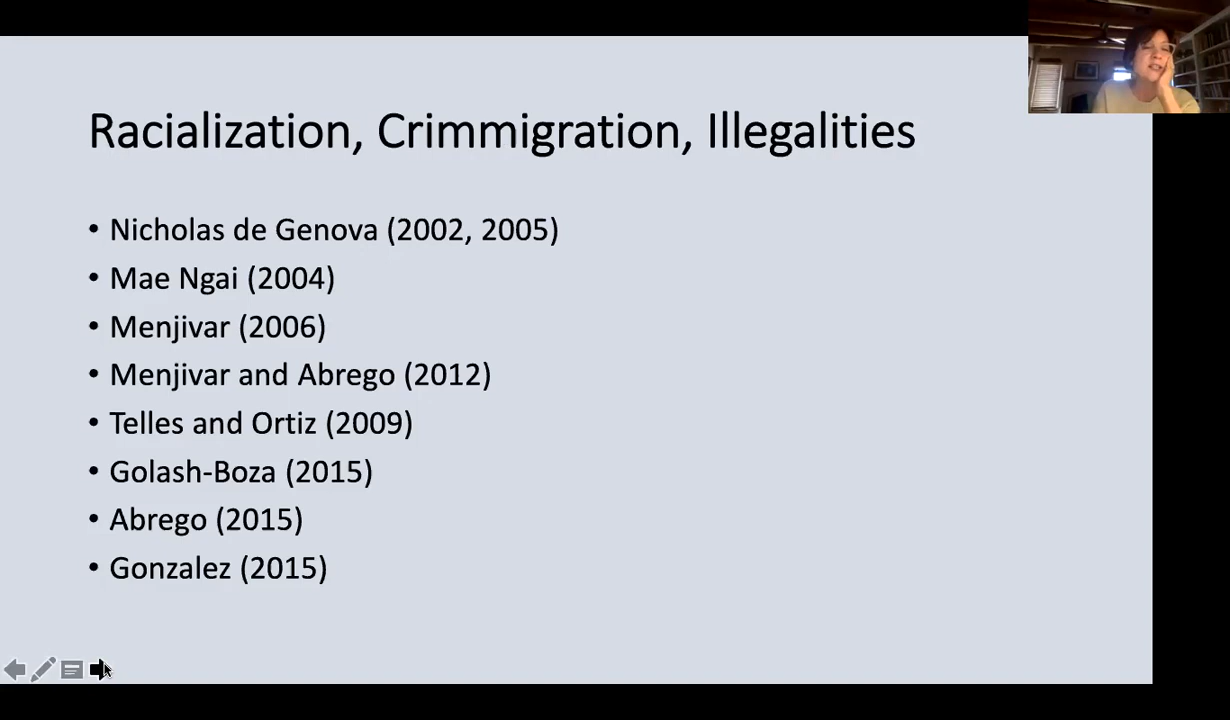 Racialization, Crimmigration, Illegalities
• Nicholas de Genova (2002, 2005)
• Mae Ngai (2004)
• Menjivar (2006)
• Menjivar and Abrego (2012)
• Telles and Ortiz (2009)
• Golash-Boza (2015)
• Abrego (2015)
• Gonzalez (2015)